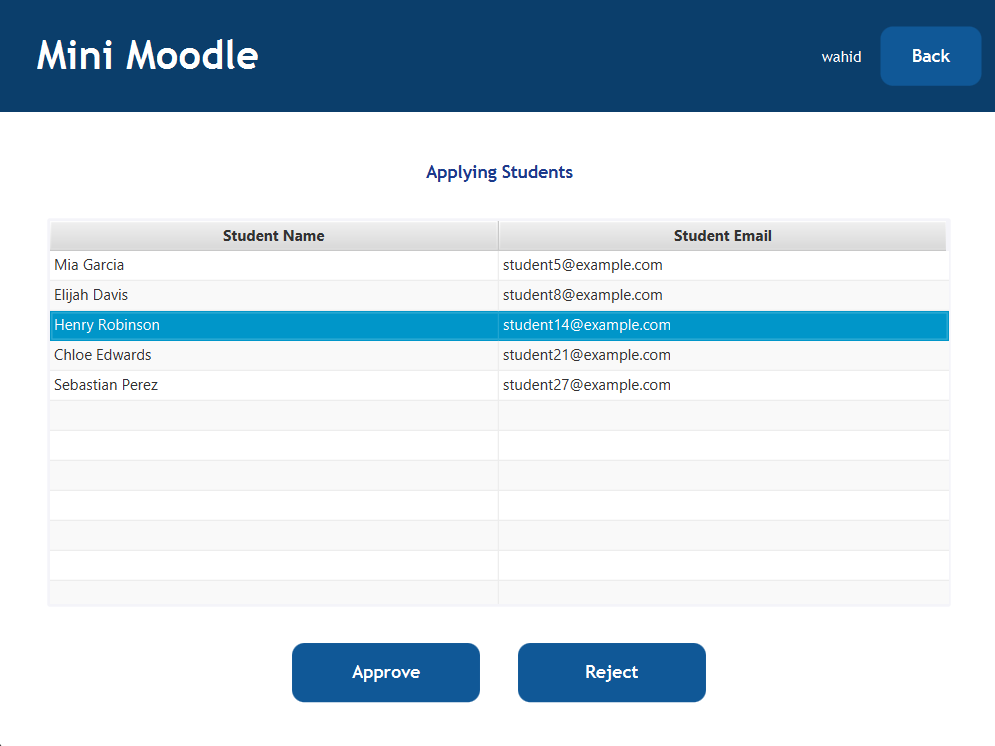 Mini Moodle
wahid
Back
Applying Students
Student Name Student Email
Mia Garcia student5@example.com
Elijah Davis student8@example.com
Henry Robinson student14@example.com
Chloe Edwards student21@example.com
Sebastian Perez student27@example.com
Approve Reject